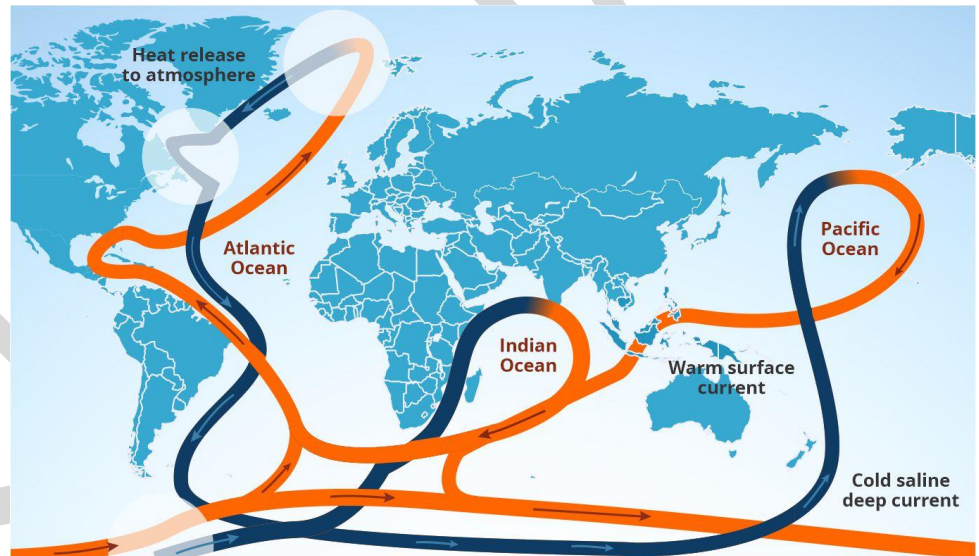 Heat release
to atmosphere
Atlantic
Ocean
Pacific
Ocean
Indian
Ocean
Warm surface
current
Cold saline
deep current